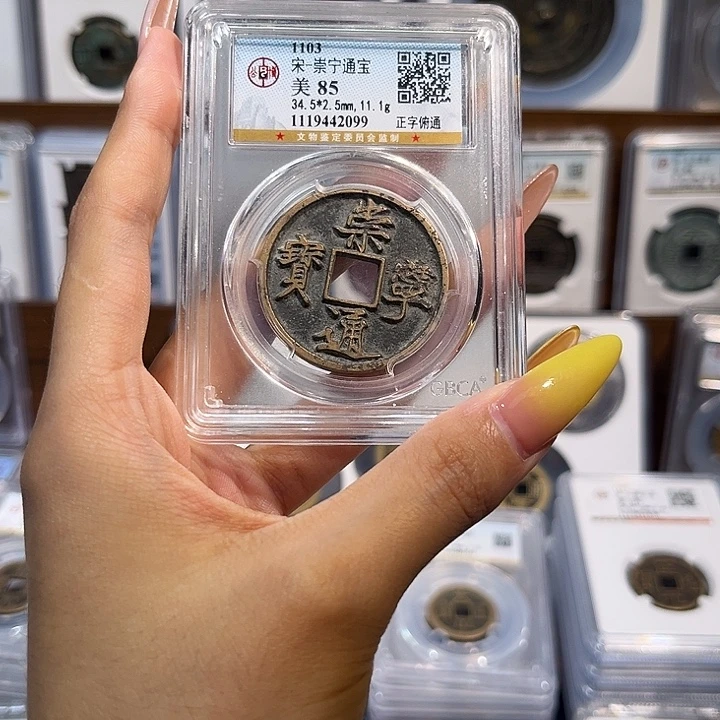 1103
宋·崇宁通宝
美 85
34.5*2.5mm,11.1g
1119442099
正字俯通
★ 文物鉴定委员会监制 ★
崇
寶 寧
通
GBCA